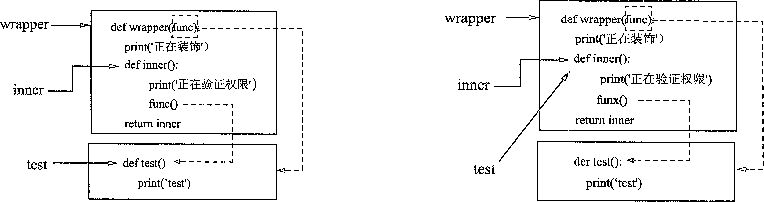 wrapper
def wrapper(func):
print('正在装饰')
inner
def inner():
print('正在验证权限')
func()
return inner
test
def test()
print('test')
wrapper
def wrapper(func):
print('正在装饰')
inner
def inner():
print('正在验证权限')
funx()
return inner
test
der test():
print('test')